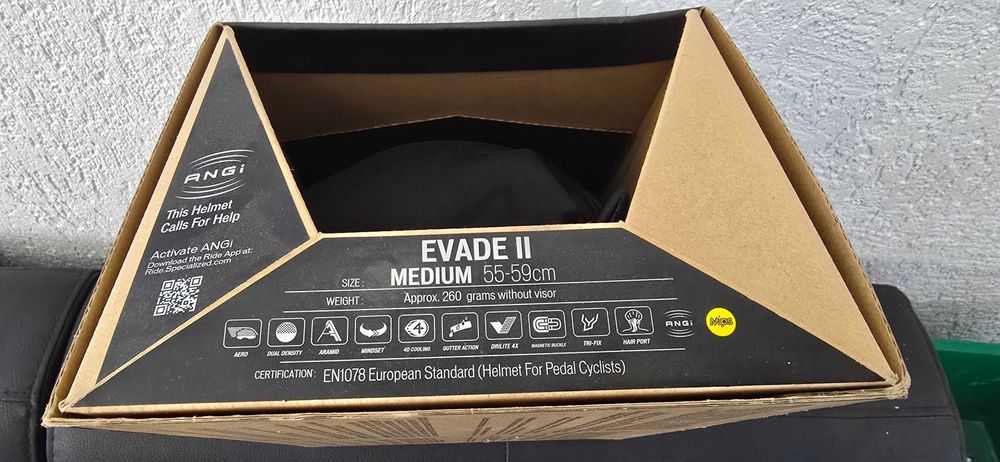 ANGi
This Helmet
Calls For Help
Activate ANGi
Download the Ride App at:
Ride.Specialized.com
EVADE II
SIZE: MEDIUM 55-59cm
WEIGHT: Approx. 260 grams without visor
4
AERO DUAL DENSITY ARAMID MINDSET 4D COOLING GUTTER ACTION DRILITE 4X MAGNETIC BUCKLE TRI-FIX HAIR PORT ANGi Mips
CERTIFICATION: EN1078 European Standard (Helmet For Pedal Cyclists)